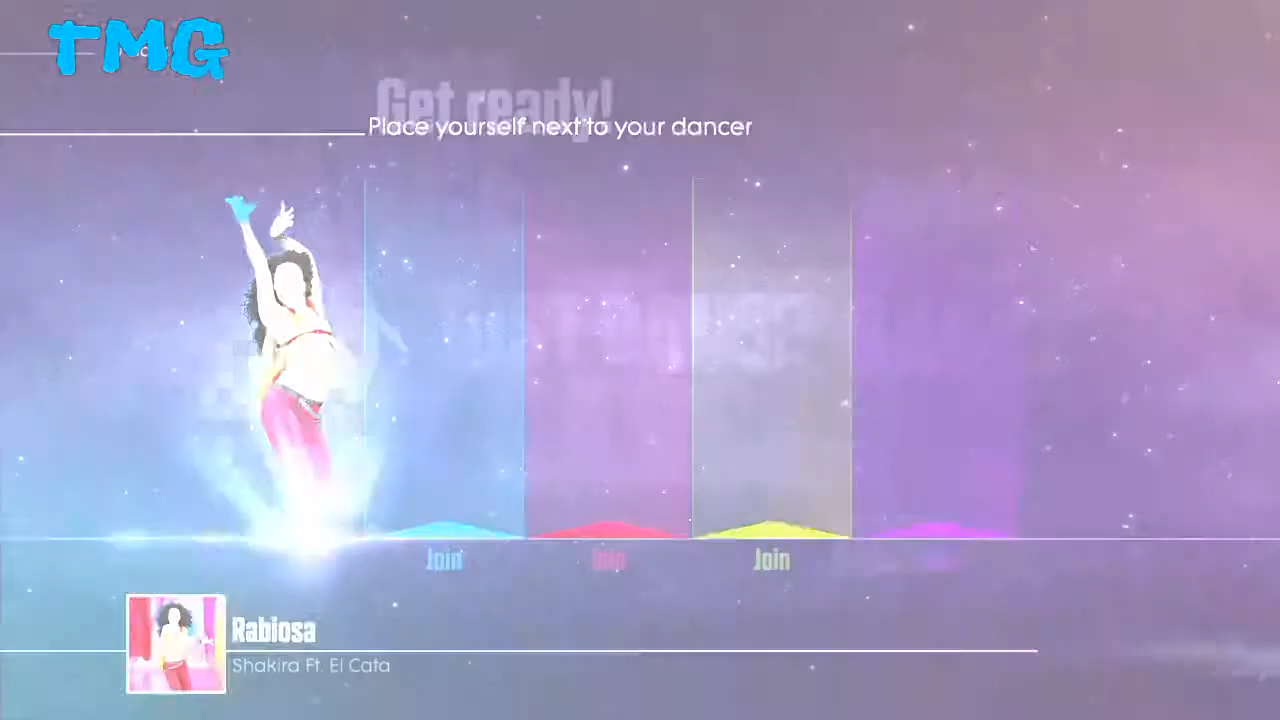 TMG
Get ready!
Place yourself next to your dancer
Join
Join
Join
Rabiosa
Shakira Ft. El Cata